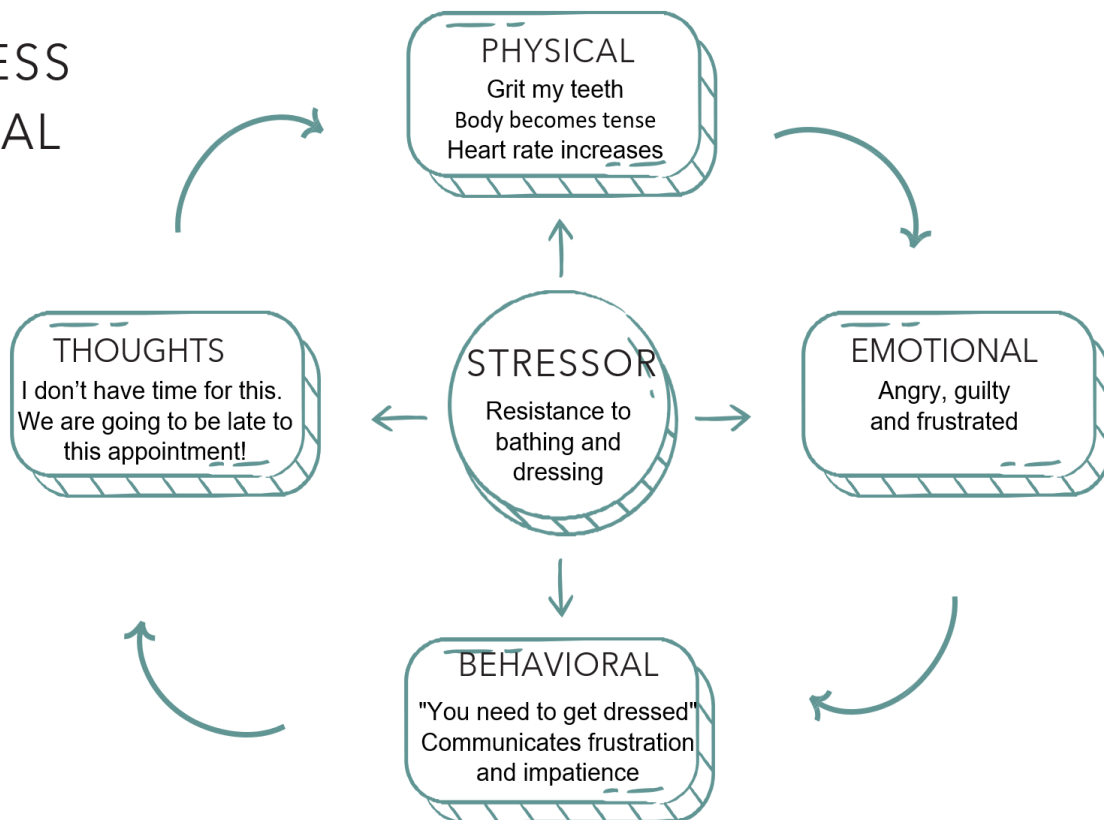 ESS
AL
PHYSICAL
Grit my teeth
Body becomes tense
Heart rate increases
THOUGHTS
I don’t have time for this.
We are going to be late to
this appointment!
STRESSOR
Resistance to
bathing and
dressing
EMOTIONAL
Angry, guilty
and frustrated
BEHAVIORAL
"You need to get dressed"
Communicates frustration
and impatience